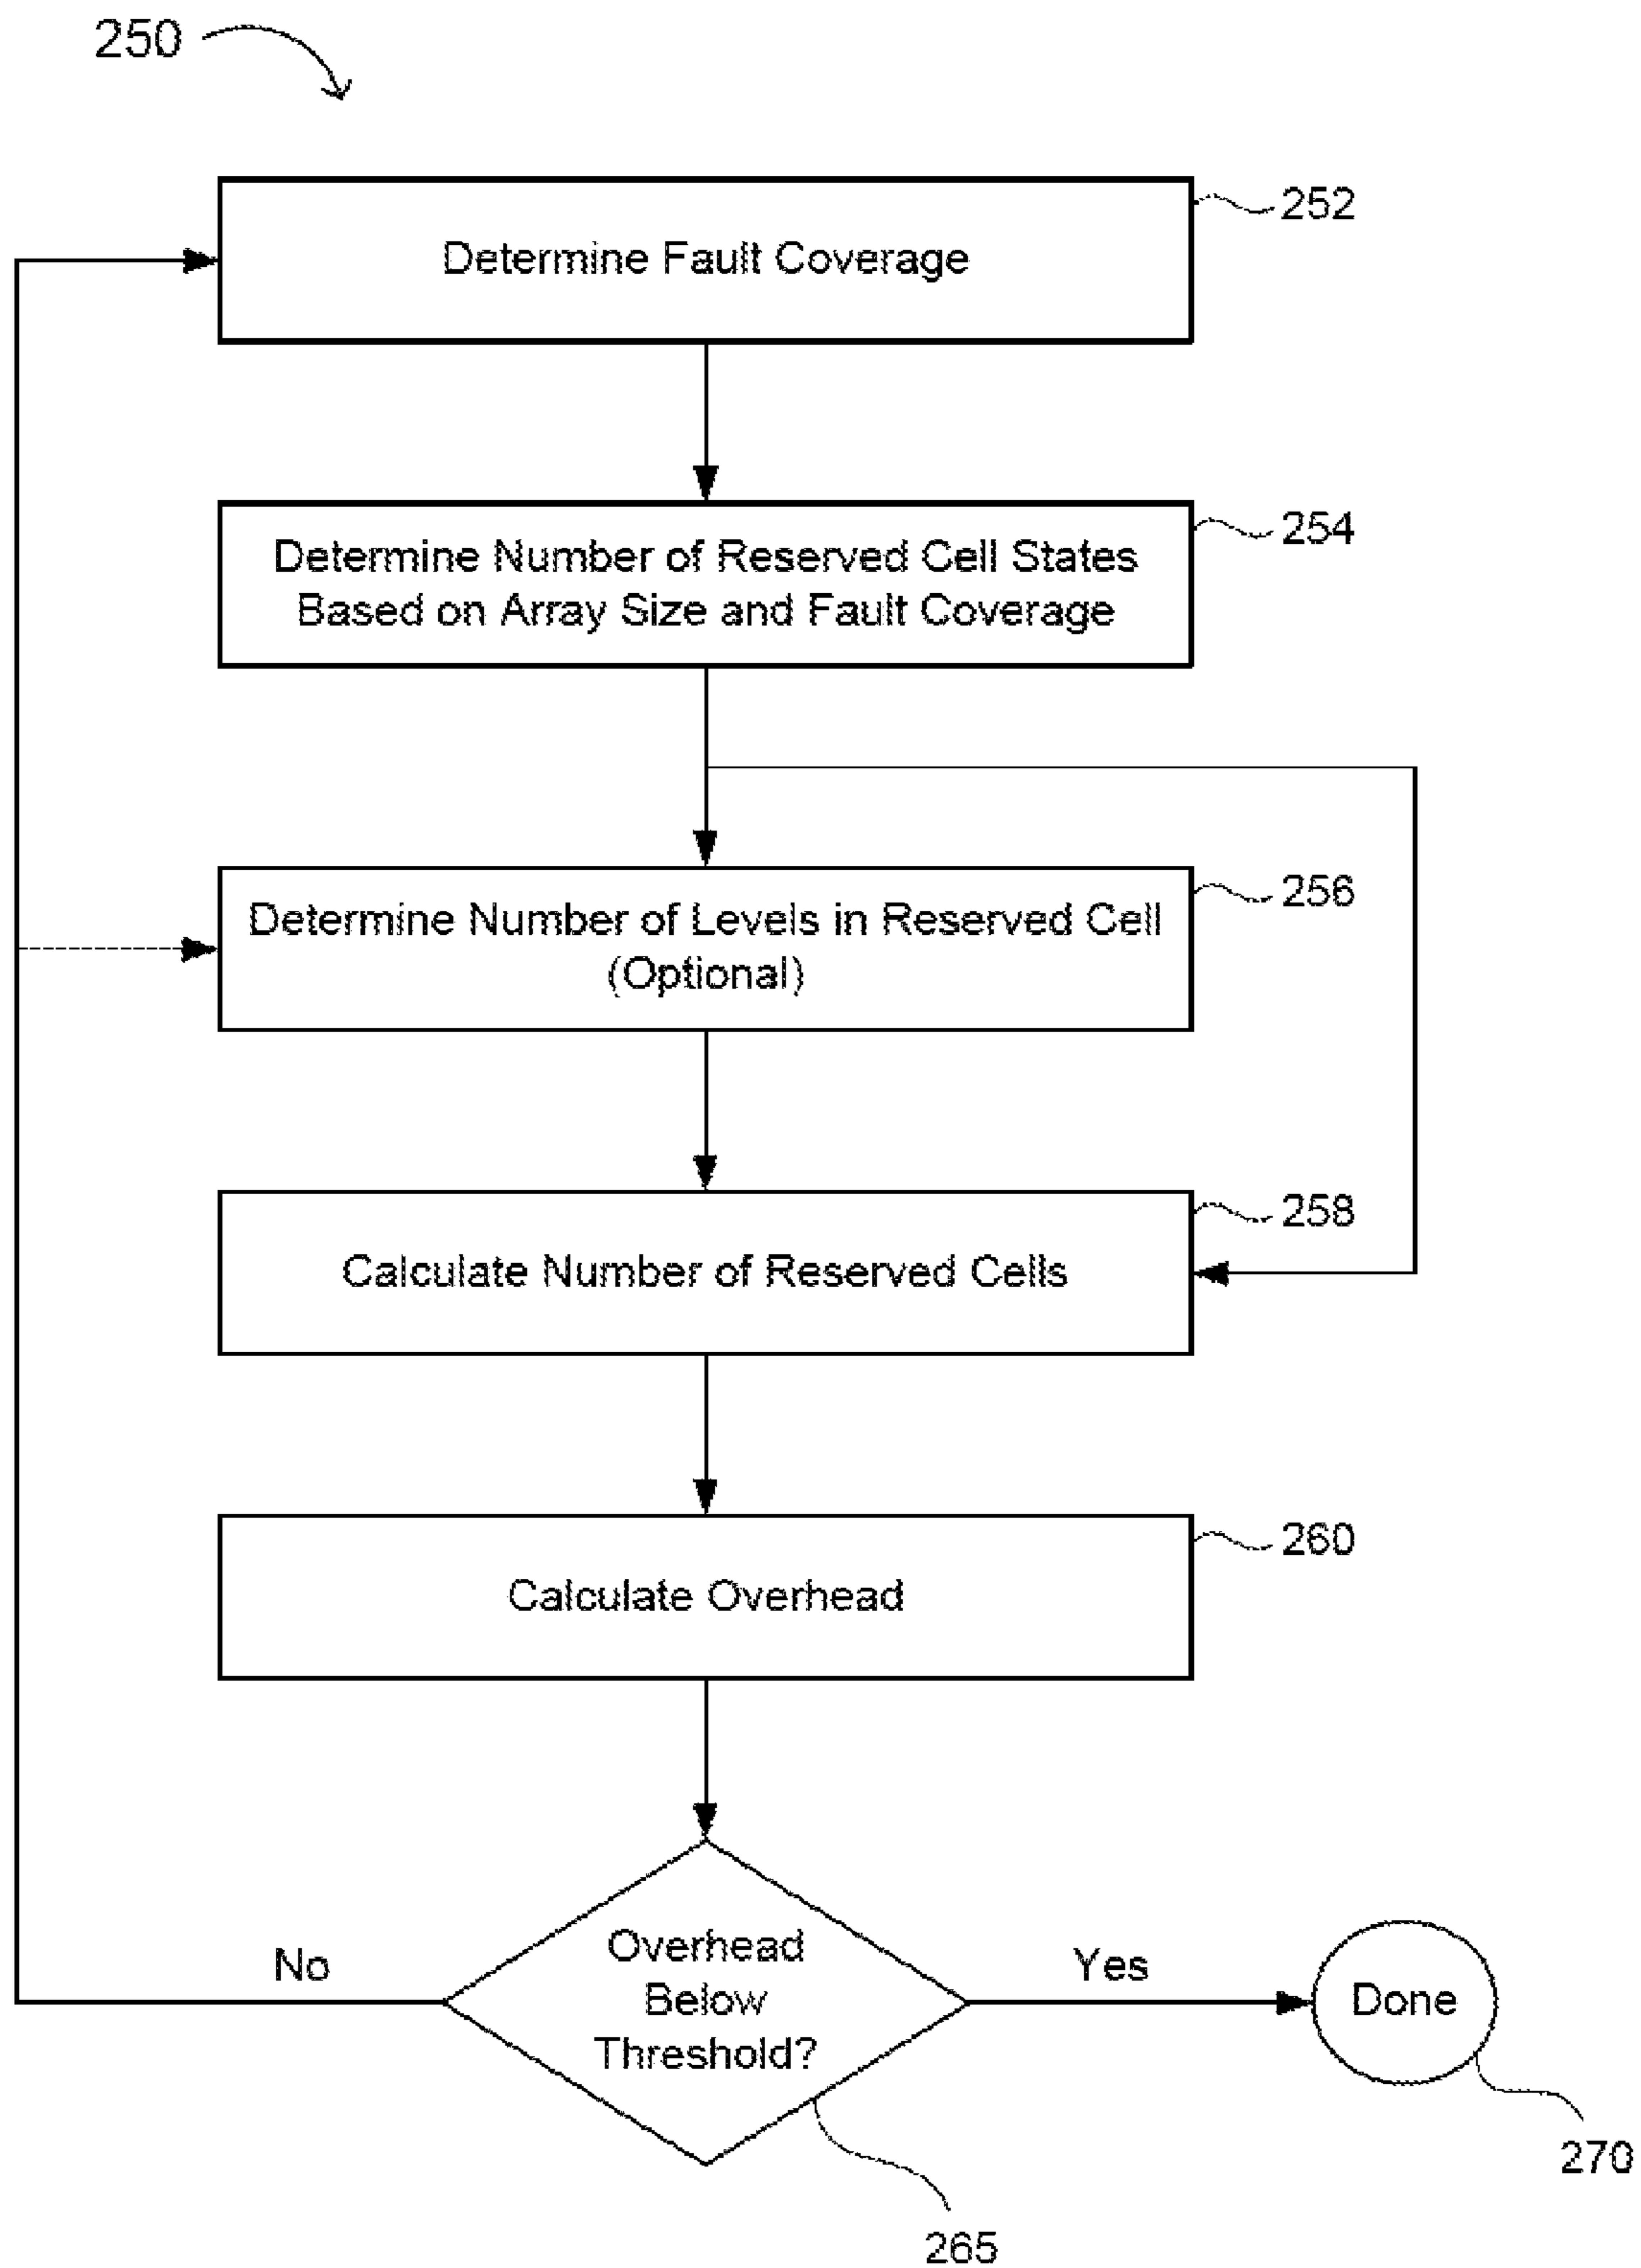 250
252
Determine Fault Coverage
254
Determine Number of Reserved Cell States
Based on Array Size and Fault Coverage
256
Determine Number of Levels in Reserved Cell
(Optional)
258
Calculate Number of Reserved Cells
260
Calculate Overhead
No
Overhead
Below
Threshold?
Yes
Done
270
265